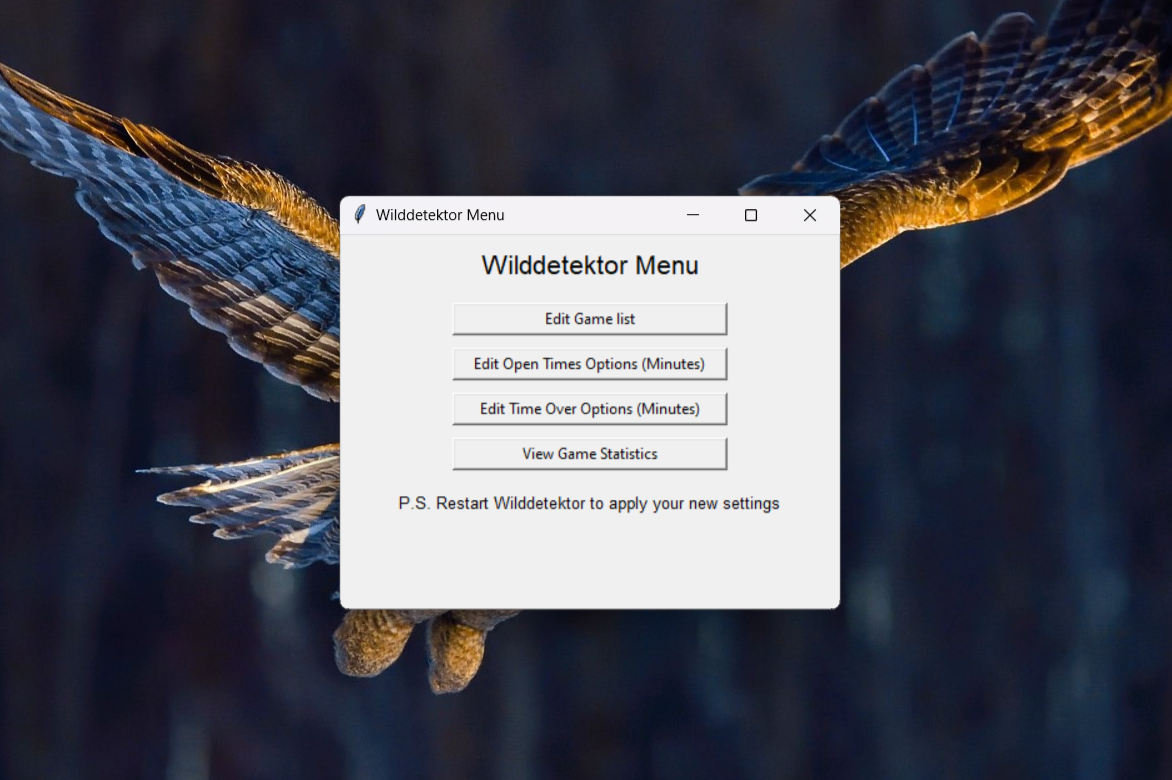 Wilddetektor Menu
Wilddetektor Menu
Edit Game list
Edit Open Times Options (Minutes)
Edit Time Over Options (Minutes)
View Game Statistics
P.S. Restart Wilddetektor to apply your new settings